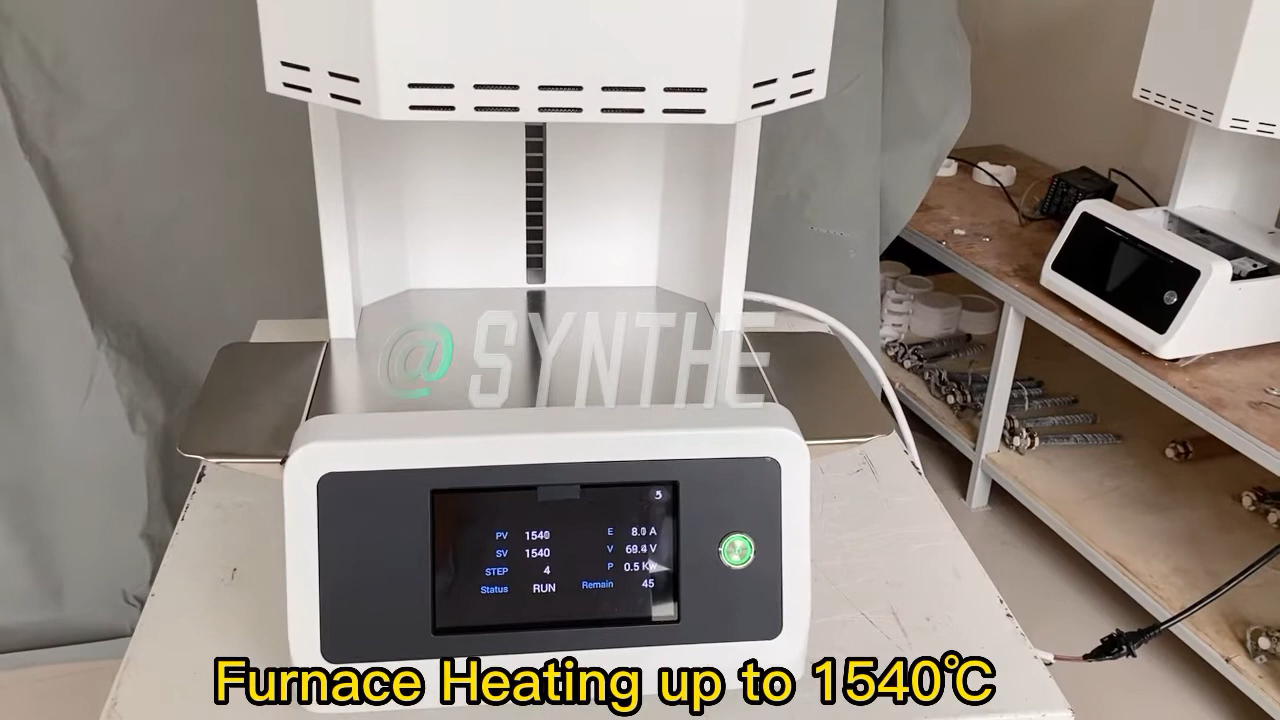 @SYNTHE
5
PV 1540 E 8.0 A
SV 1540 V 69.4 V
STEP 4 P 0.5 Kw
Status RUN Remain 45
Furnace Heating up to 1540℃